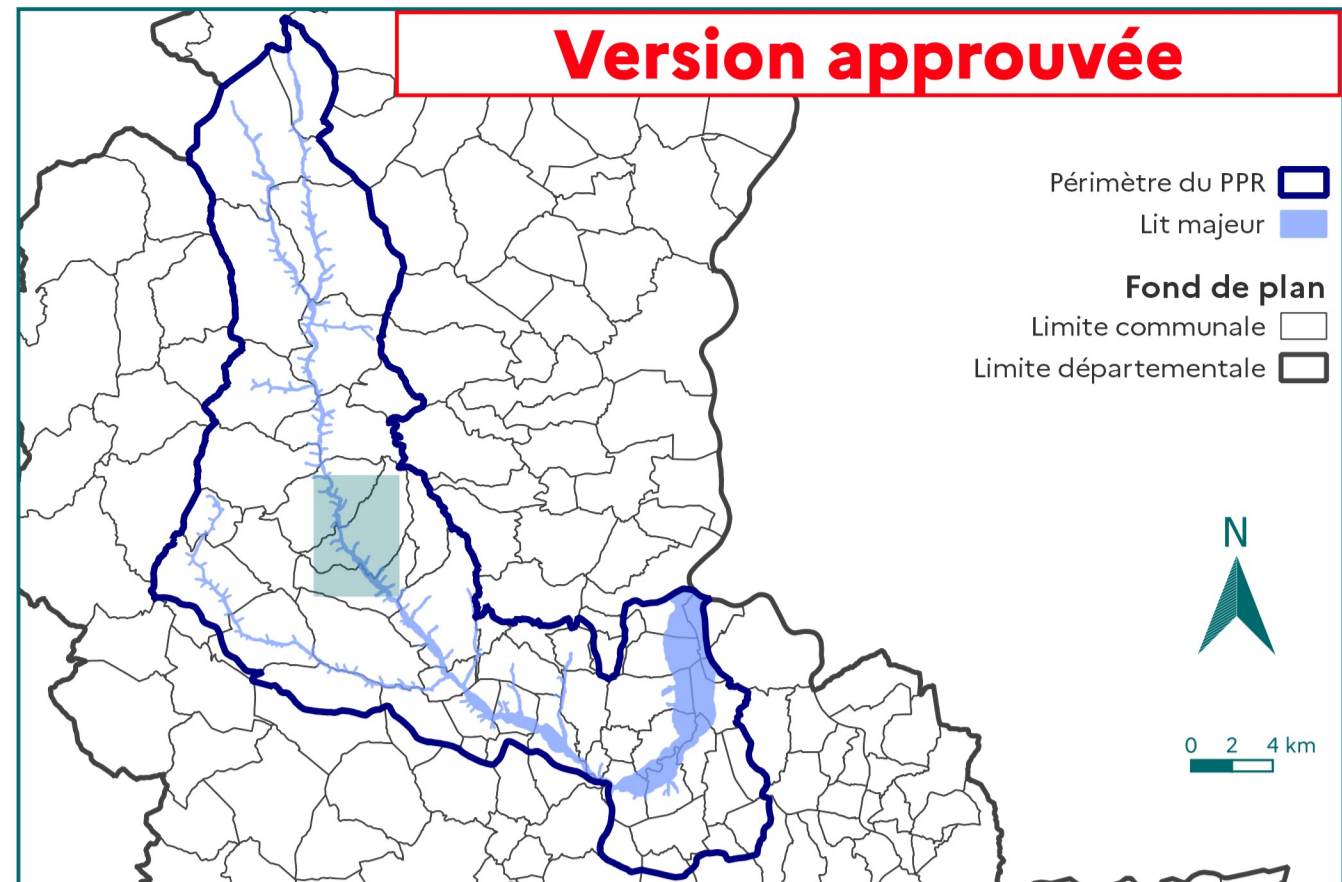 Version approuvée
Périmètre du PPR
Lit majeur
Fond de plan
Limite communale
Limite départementale
N
0 2 4 km